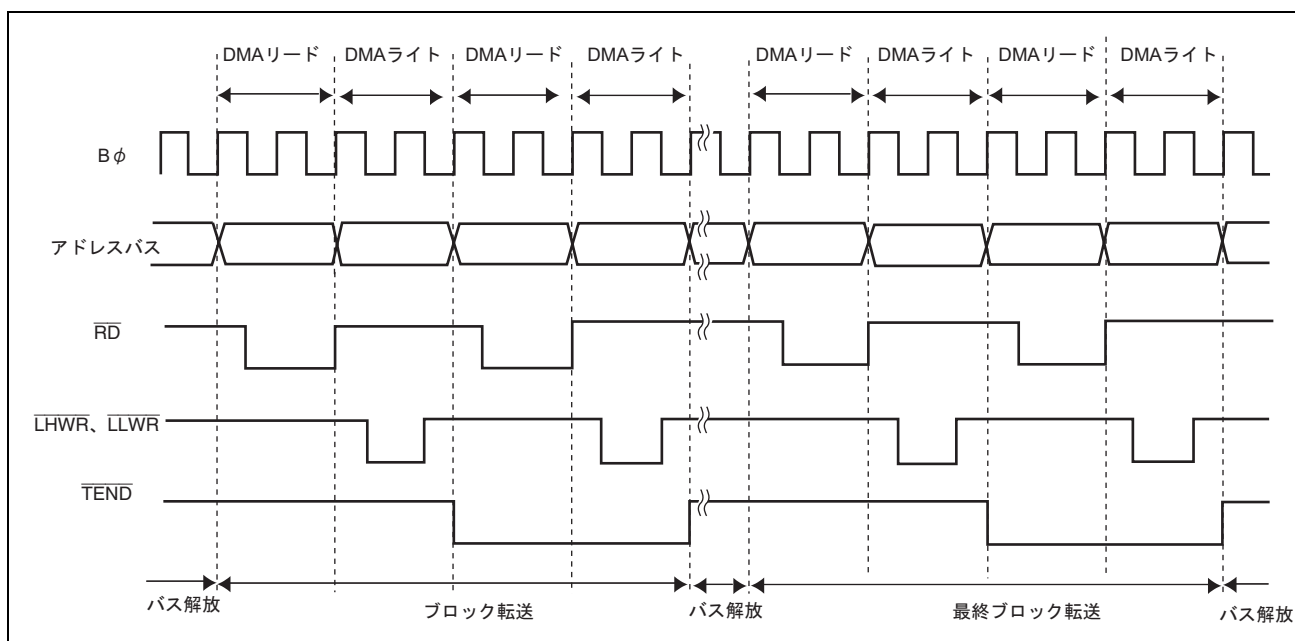 DMAリード DMAライト DMAリード DMAライト DMAリード DMAライト DMAリード DMAライト
Bφ
アドレスバス
RD
LHWR、LLWR
TEND
バス解放 ブロック転送 バス解放 最終ブロック転送 バス解放